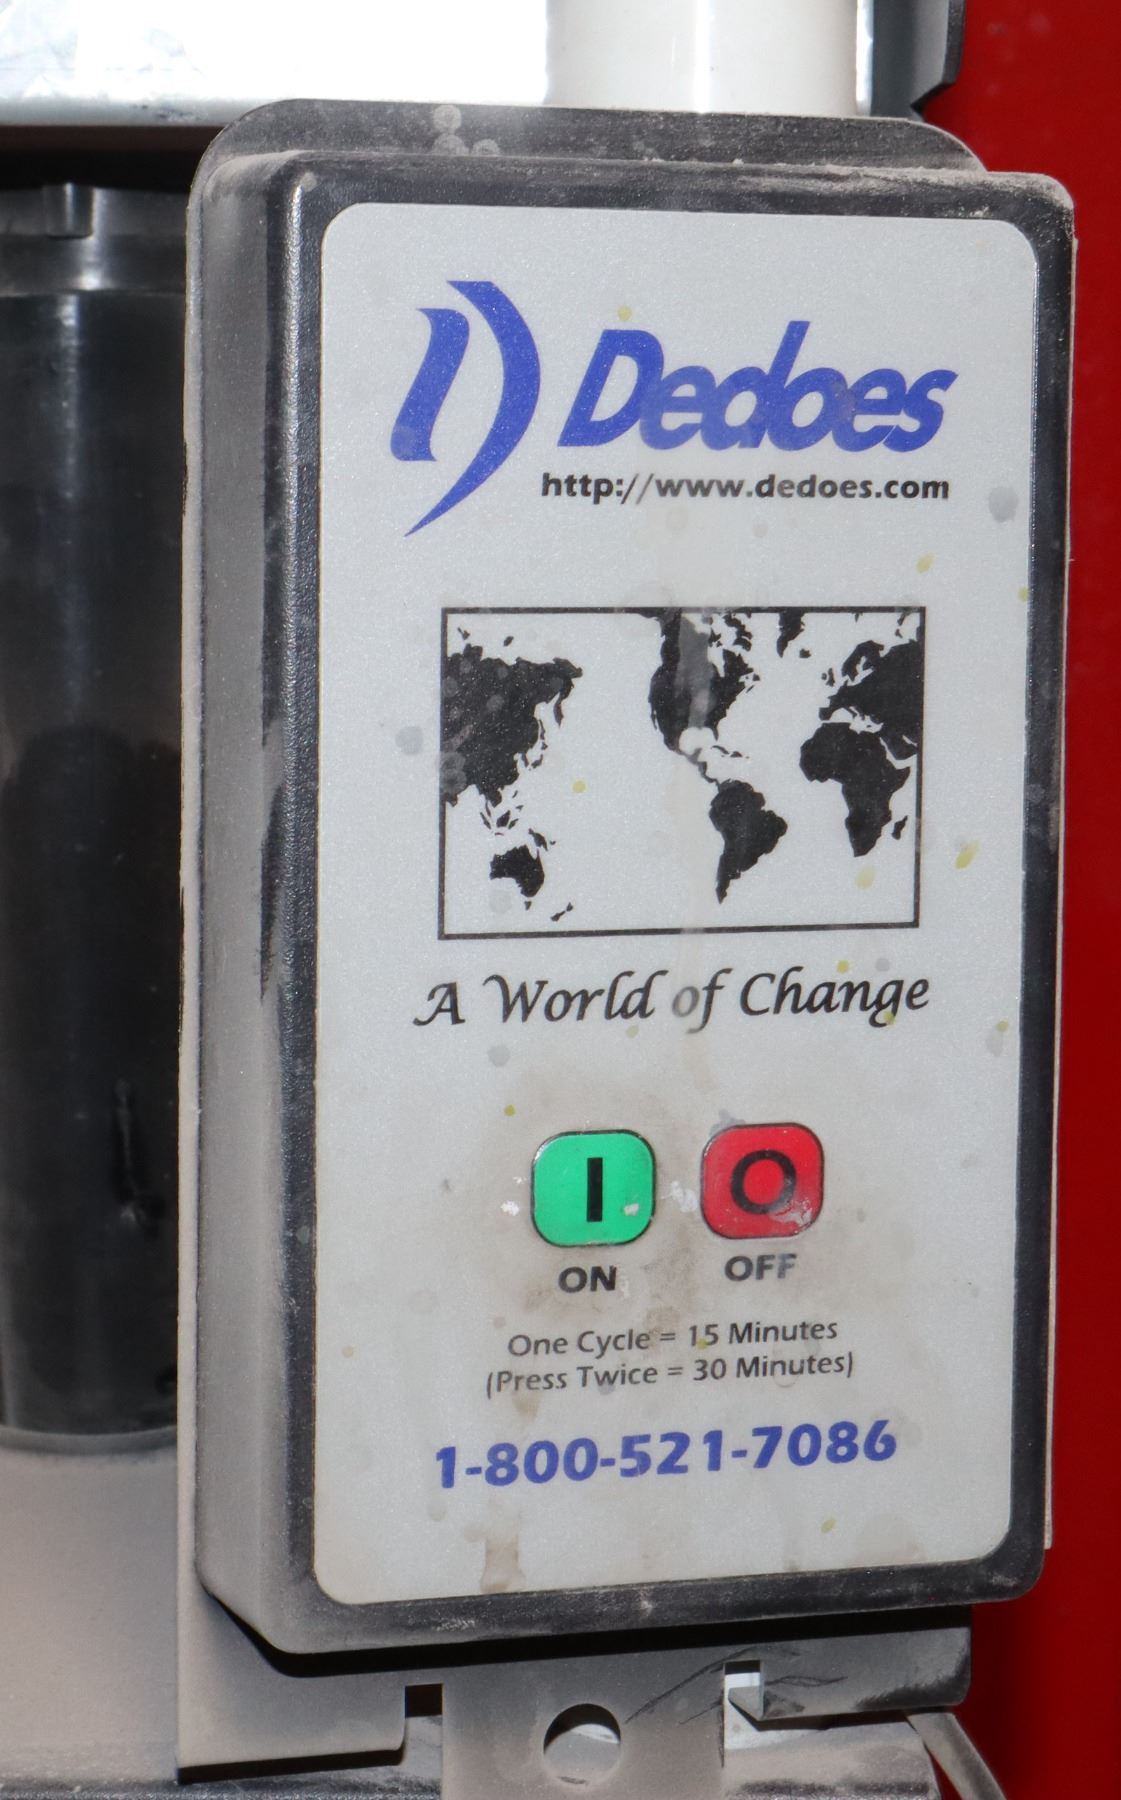 Dedoes
http://www.dedoes.com
A World of Change
I O
ON OFF
One Cycle = 15 Minutes
(Press Twice = 30 Minutes)
1-800-521-7086